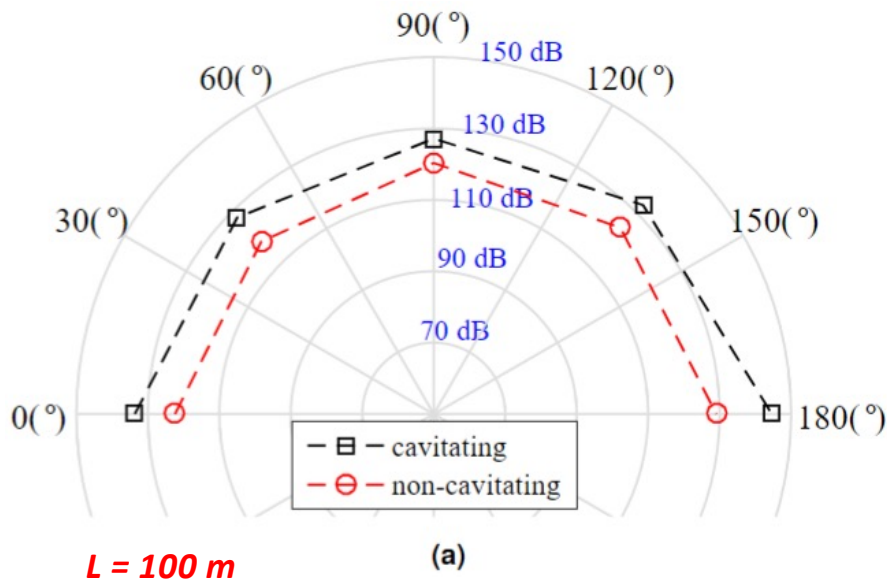 90( °)
150 dB
60( °)
120( °)
130 dB
110 dB
30( °)
150( °)
90 dB
70 dB
0( °)
180( °)
cavitating
non-cavitating
(a)
L = 100 m